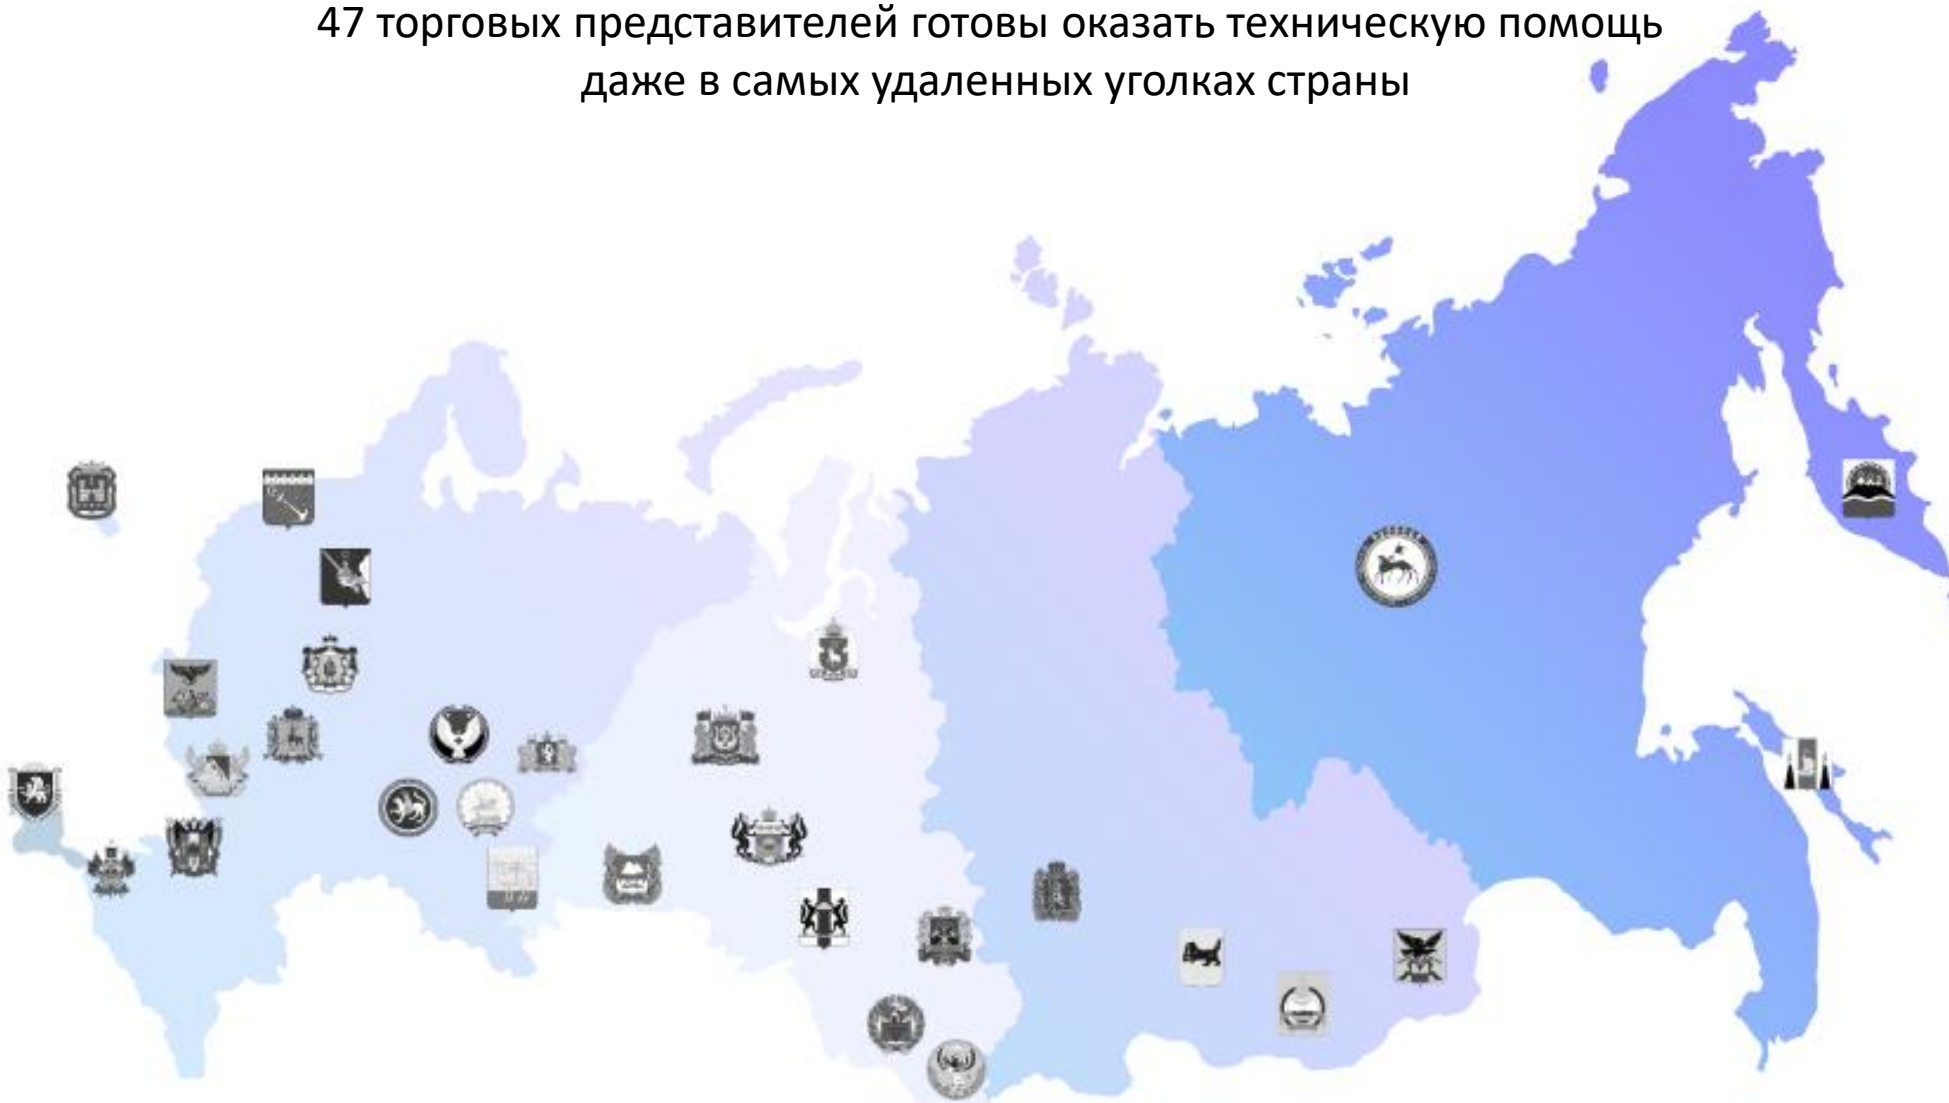 47 торговых представителей готовы оказать техническую помощь
даже в самых удаленных уголках страны